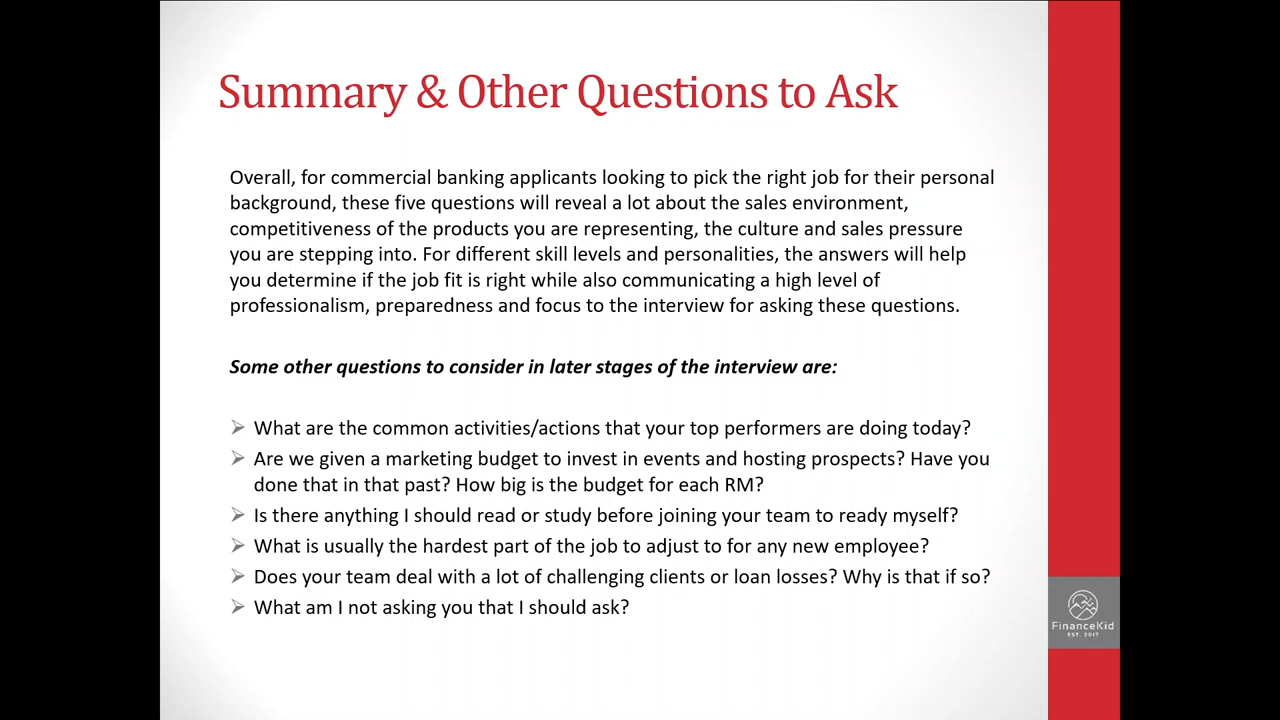 Summary & Other Questions to Ask
Overall, for commercial banking applicants looking to pick the right job for their personal
background, these five questions will reveal a lot about the sales environment,
competitiveness of the products you are representing, the culture and sales pressure
you are stepping into. For different skill levels and personalities, the answers will help
you determine if the job fit is right while also communicating a high level of
professionalism, preparedness and focus to the interview for asking these questions.
Some other questions to consider in later stages of the interview are:
What are the common activities/actions that your top performers are doing today?
Are we given a marketing budget to invest in events and hosting prospects? Have you
done that in that past? How big is the budget for each RM?
Is there anything I should read or study before joining your team to ready myself?
What is usually the hardest part of the job to adjust to for any new employee?
Does your team deal with a lot of challenging clients or loan losses? Why is that if so?
What am I not asking you that I should ask?
FinanceKid
EST. 2017